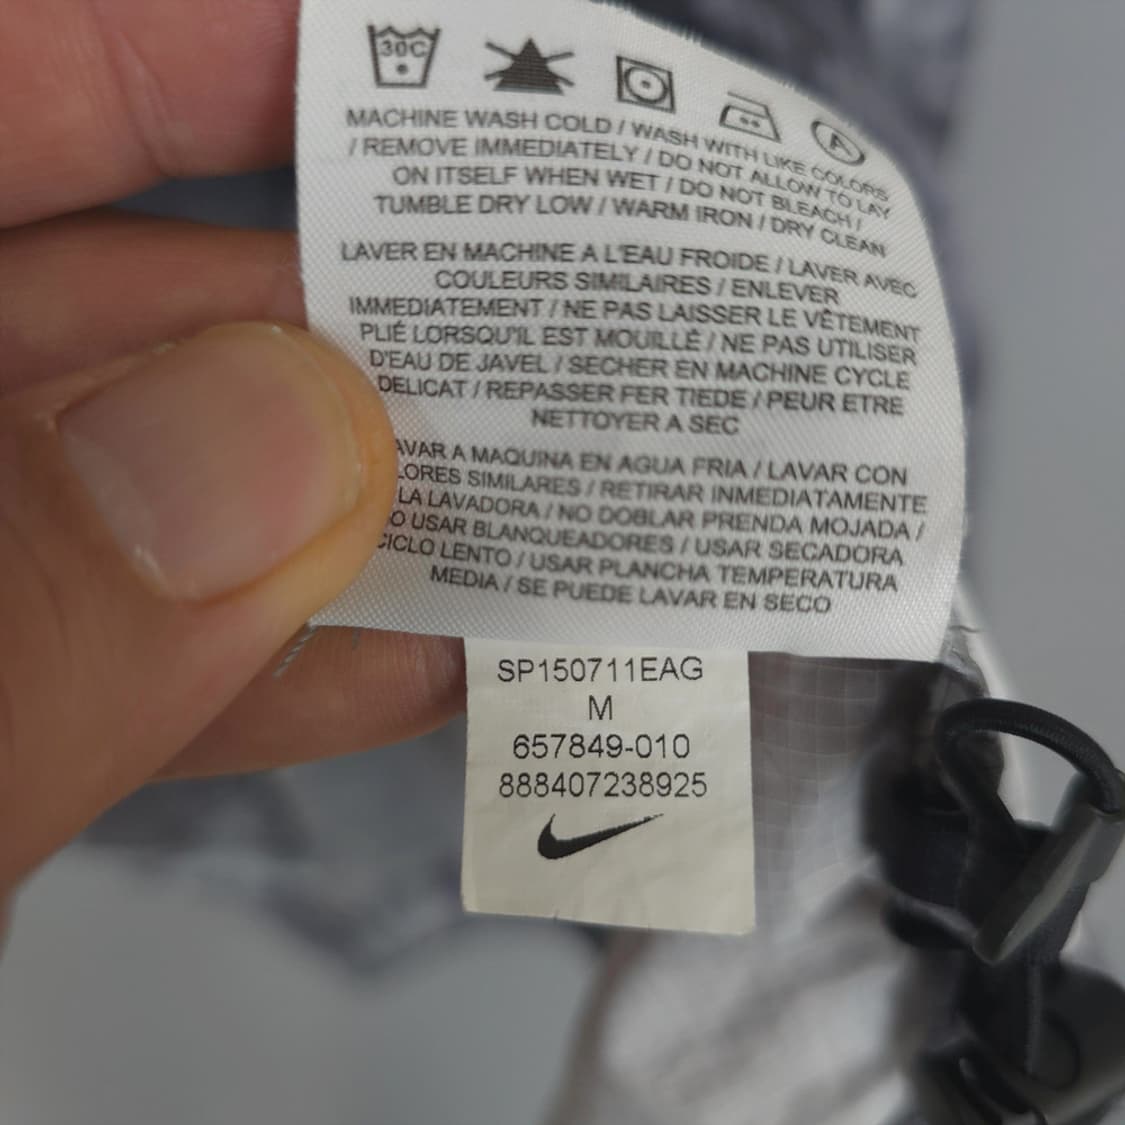 30C
MACHINE WASH COLD / WASH WITH LIKE COLORS
/ REMOVE IMMEDIATELY / DO NOT ALLOW TO LAY
ON ITSELF WHEN WET / DO NOT BLEACH /
TUMBLE DRY LOW / WARM IRON / DRY CLEAN
LAVER EN MACHINE A L'EAU FROIDE / LAVER AVEC
COULEURS SIMILAIRES / ENLEVER
IMMEDIATEMENT / NE PAS LAISSER LE VÊTEMENT
PLIÉ LORSQU'IL EST MOUILLÉ / NE PAS UTILISER
D'EAU DE JAVEL / SECHER EN MACHINE CYCLE
DELICAT / REPASSER FER TIEDE / PEUR ETRE
NETTOYER A SEC
AVAR A MAQUINA EN AGUA FRIA / LAVAR CON
LORES SIMILARES / RETIRAR INMEDIATAMENTE
LA LAVADORA / NO DOBLAR PRENDA MOJADA /
O USAR BLANQUEADORES / USAR SECADORA
CICLO LENTO / USAR PLANCHA TEMPERATURA
MEDIA / SE PUEDE LAVAR EN SECO
A
SP150711EAG
M
657849-010
888407238925